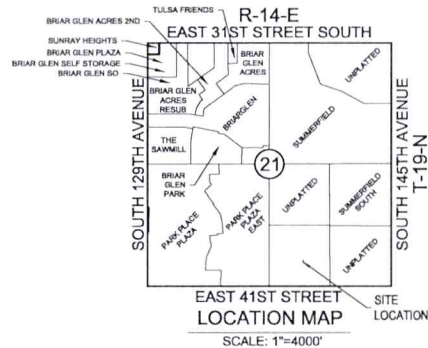 R-14-E
EAST 31ST STREET SOUTH
TULSA FRIENDS
BRIAR GLEN ACRES 2ND
SUNRAY HEIGHTS
BRIAR GLEN PLAZA
BRIAR GLEN SELF STORAGE
BRIAR GLEN SO
BRIAR
GLEN
ACRES
UNPLATTED
BRIAR GLEN
ACRES
RESUB
BRIARGLEN
SUMMERFIELD
THE
SAWMILL
21
BRIAR
GLEN
PARK
SOUTH 129TH AVENUE
SOUTH 145TH AVENUE
T-19-N
PARK PLACE
PLAZA
PARK PLACE
PLAZA
EAST
UNPLATTED
SUMMERFIELD
SOUTH
UNPLATTED
EAST 41ST STREET
SITE
LOCATION
LOCATION MAP
SCALE: 1"=4000'